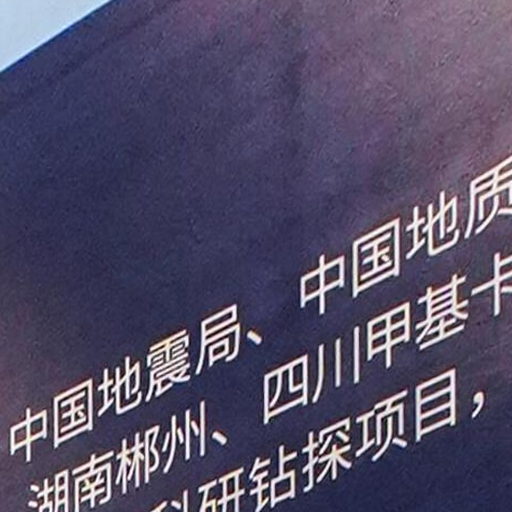 中国地震局、中国地质
湖南郴州、四川甲基卡
科研钻探项目，